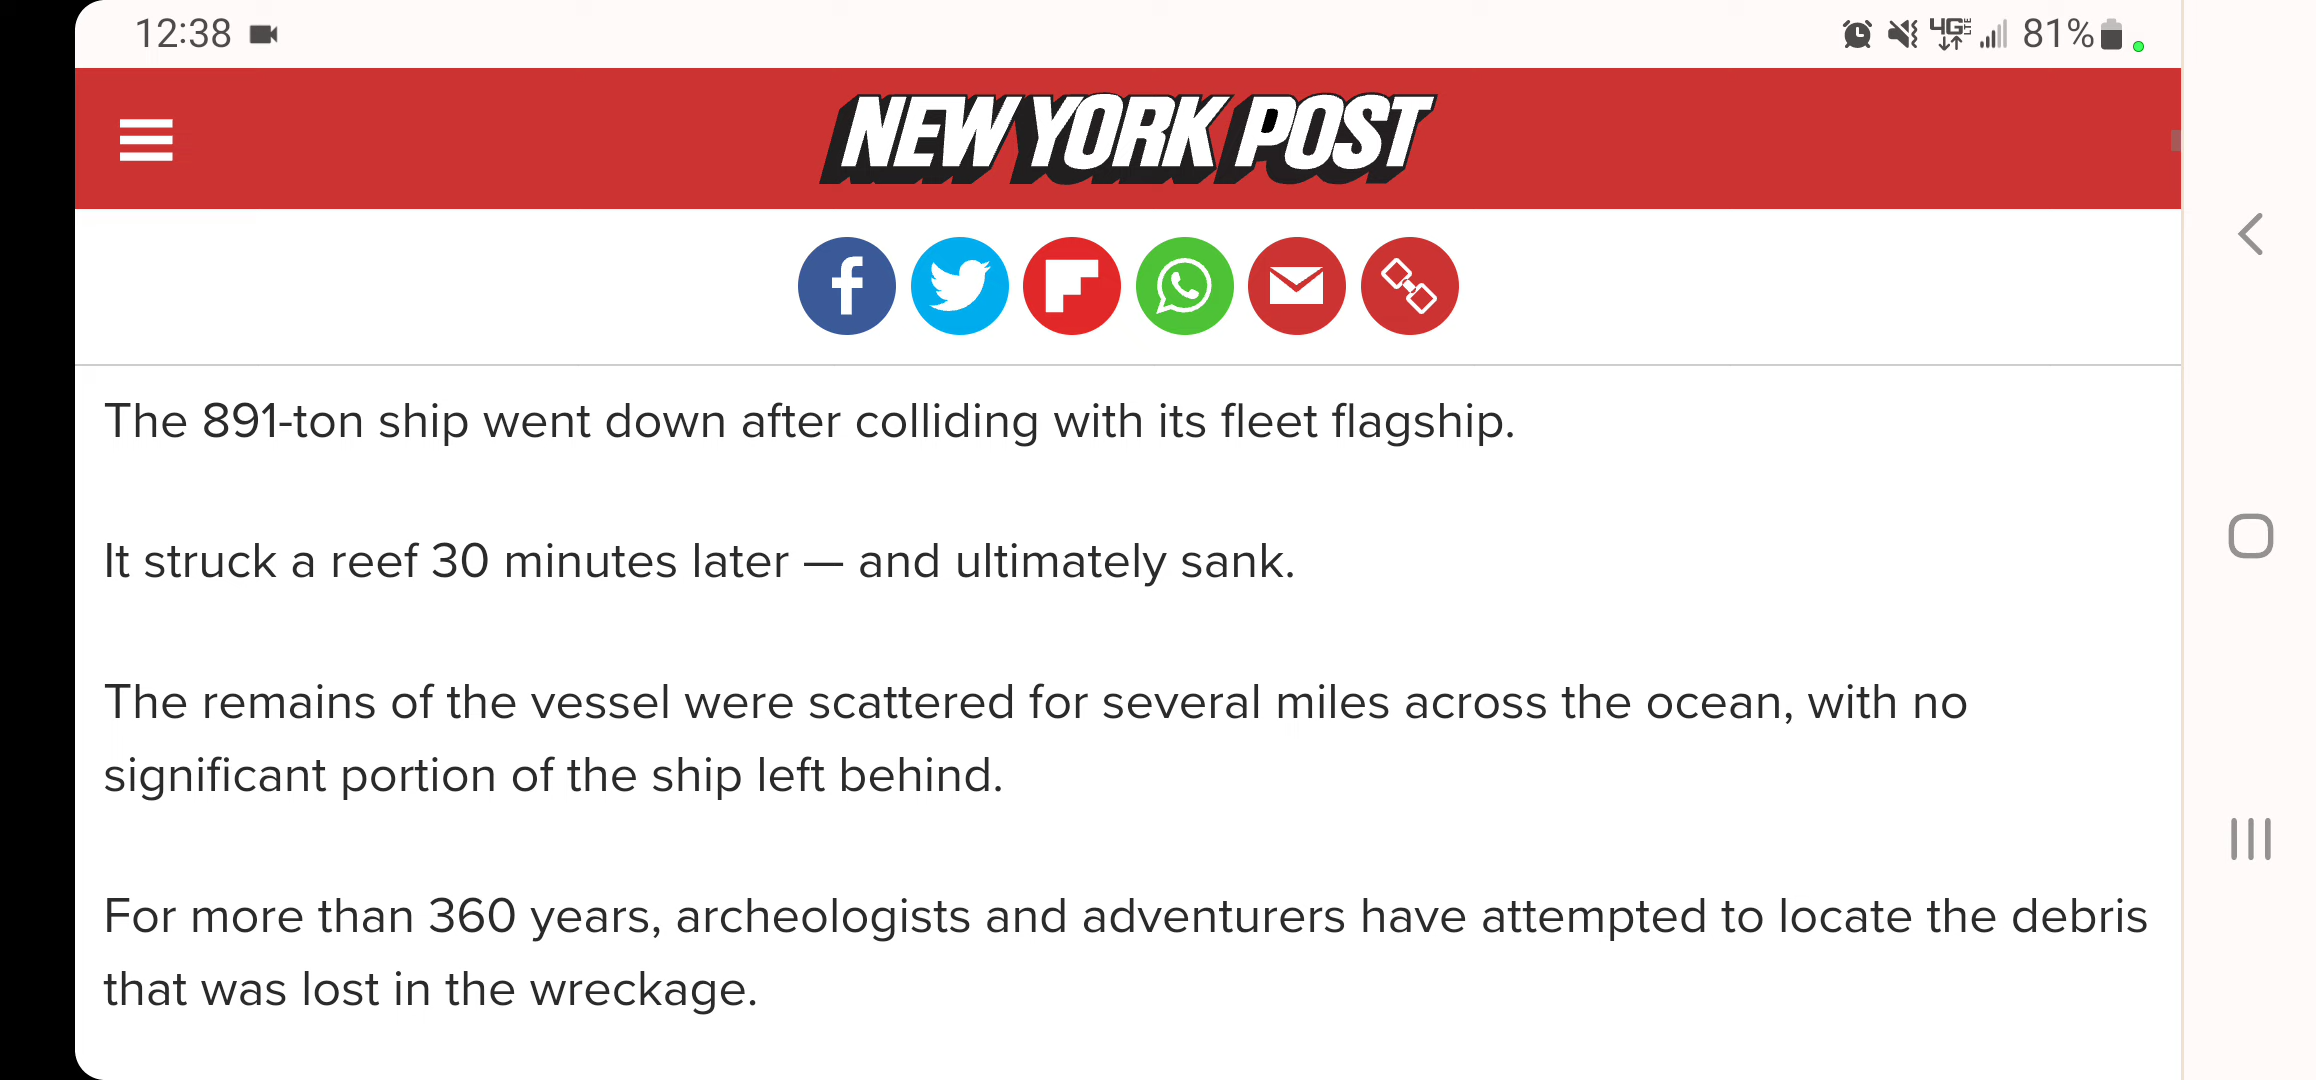 12:38
4G LTE 81%
NEW YORK POST
The 891-ton ship went down after colliding with its fleet flagship.
It struck a reef 30 minutes later — and ultimately sank.
The remains of the vessel were scattered for several miles across the ocean, with no
significant portion of the ship left behind.
For more than 360 years, archeologists and adventurers have attempted to locate the debris
that was lost in the wreckage.